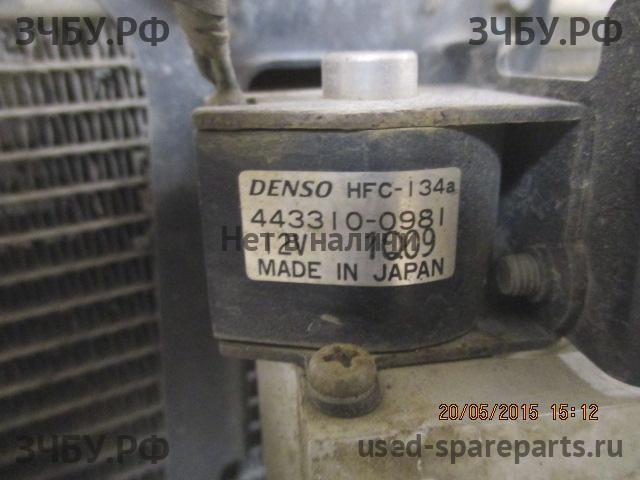 ЗЧБУ.РФ
ЗЧБУ.РФ
DENSO HFC-134a
443310-0981
Нет в наличии
12V 1Q09
MADE IN JAPAN
20/05/2015 15:12
ЗЧБУ.РФ
used-spareparts.ru